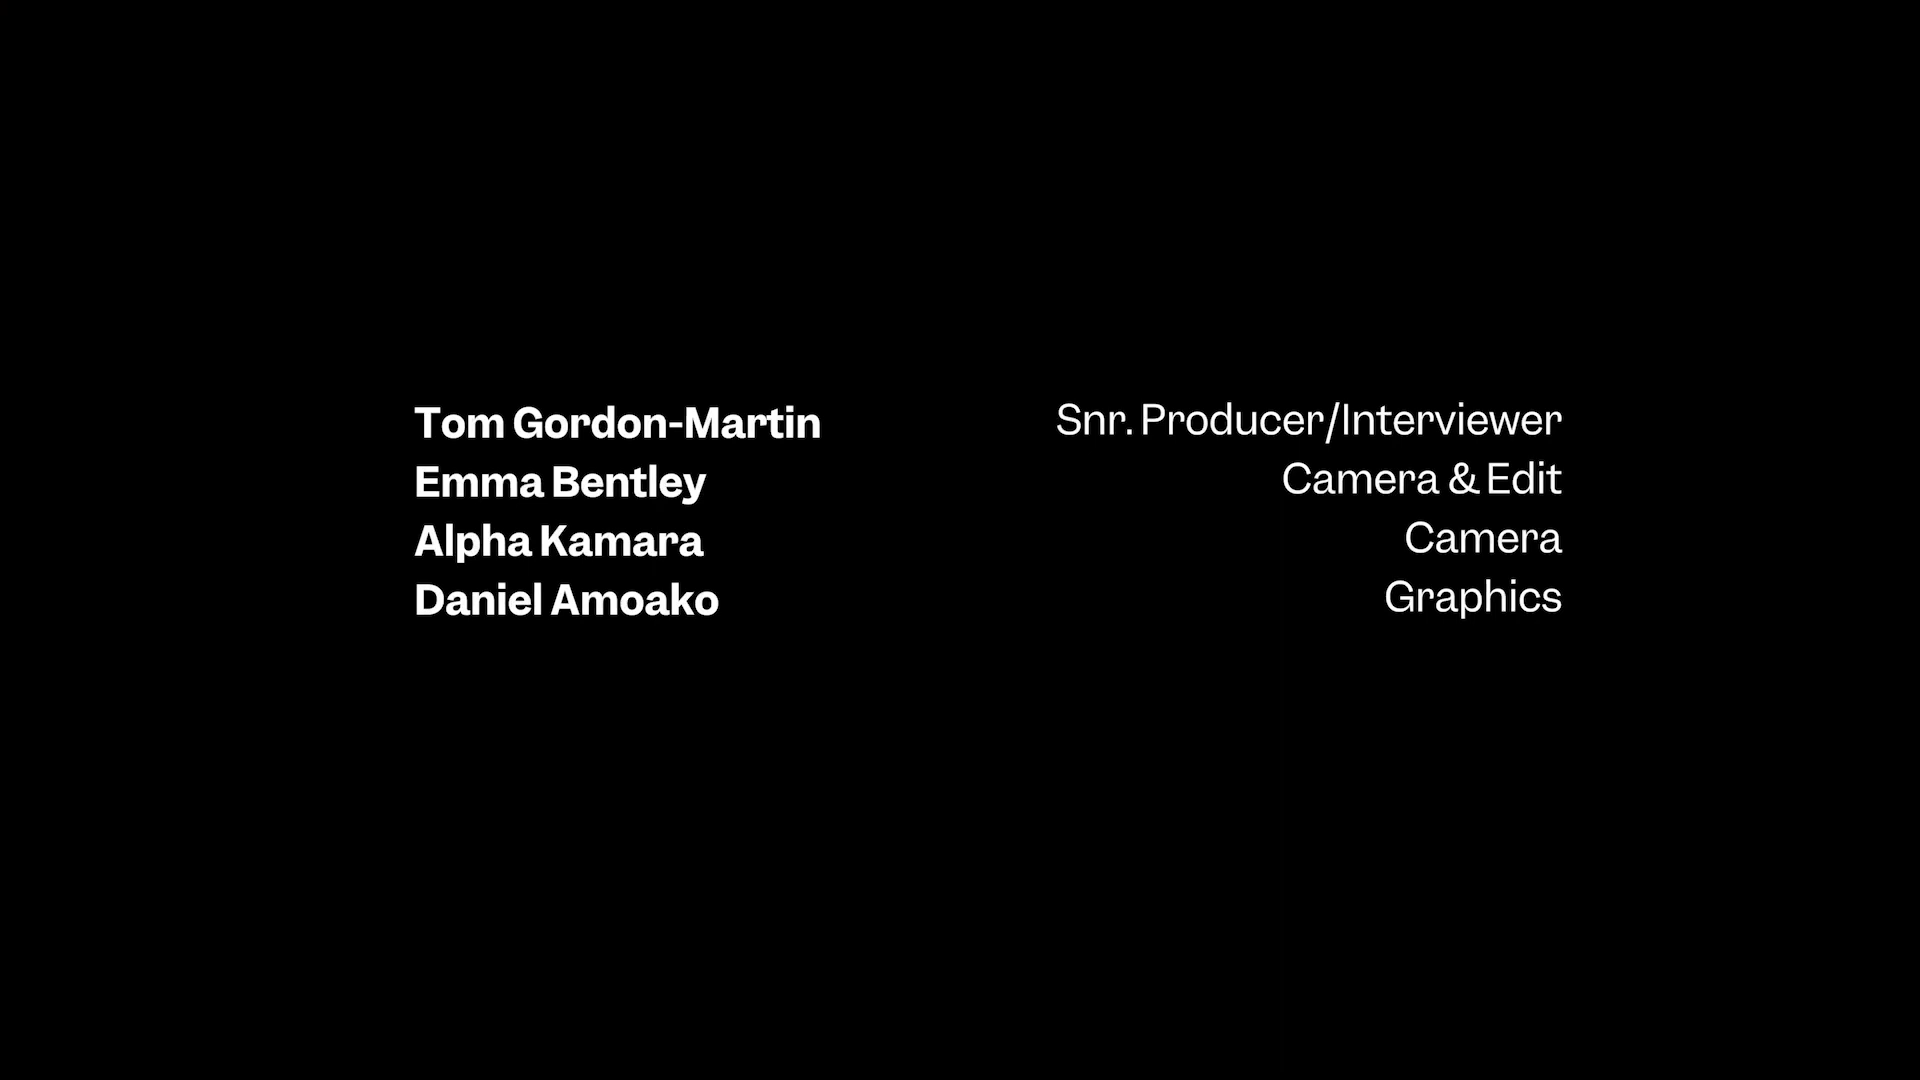 Tom Gordon-Martin Snr. Producer/Interviewer
Emma Bentley Camera & Edit
Alpha Kamara Camera
Daniel Amoako Graphics